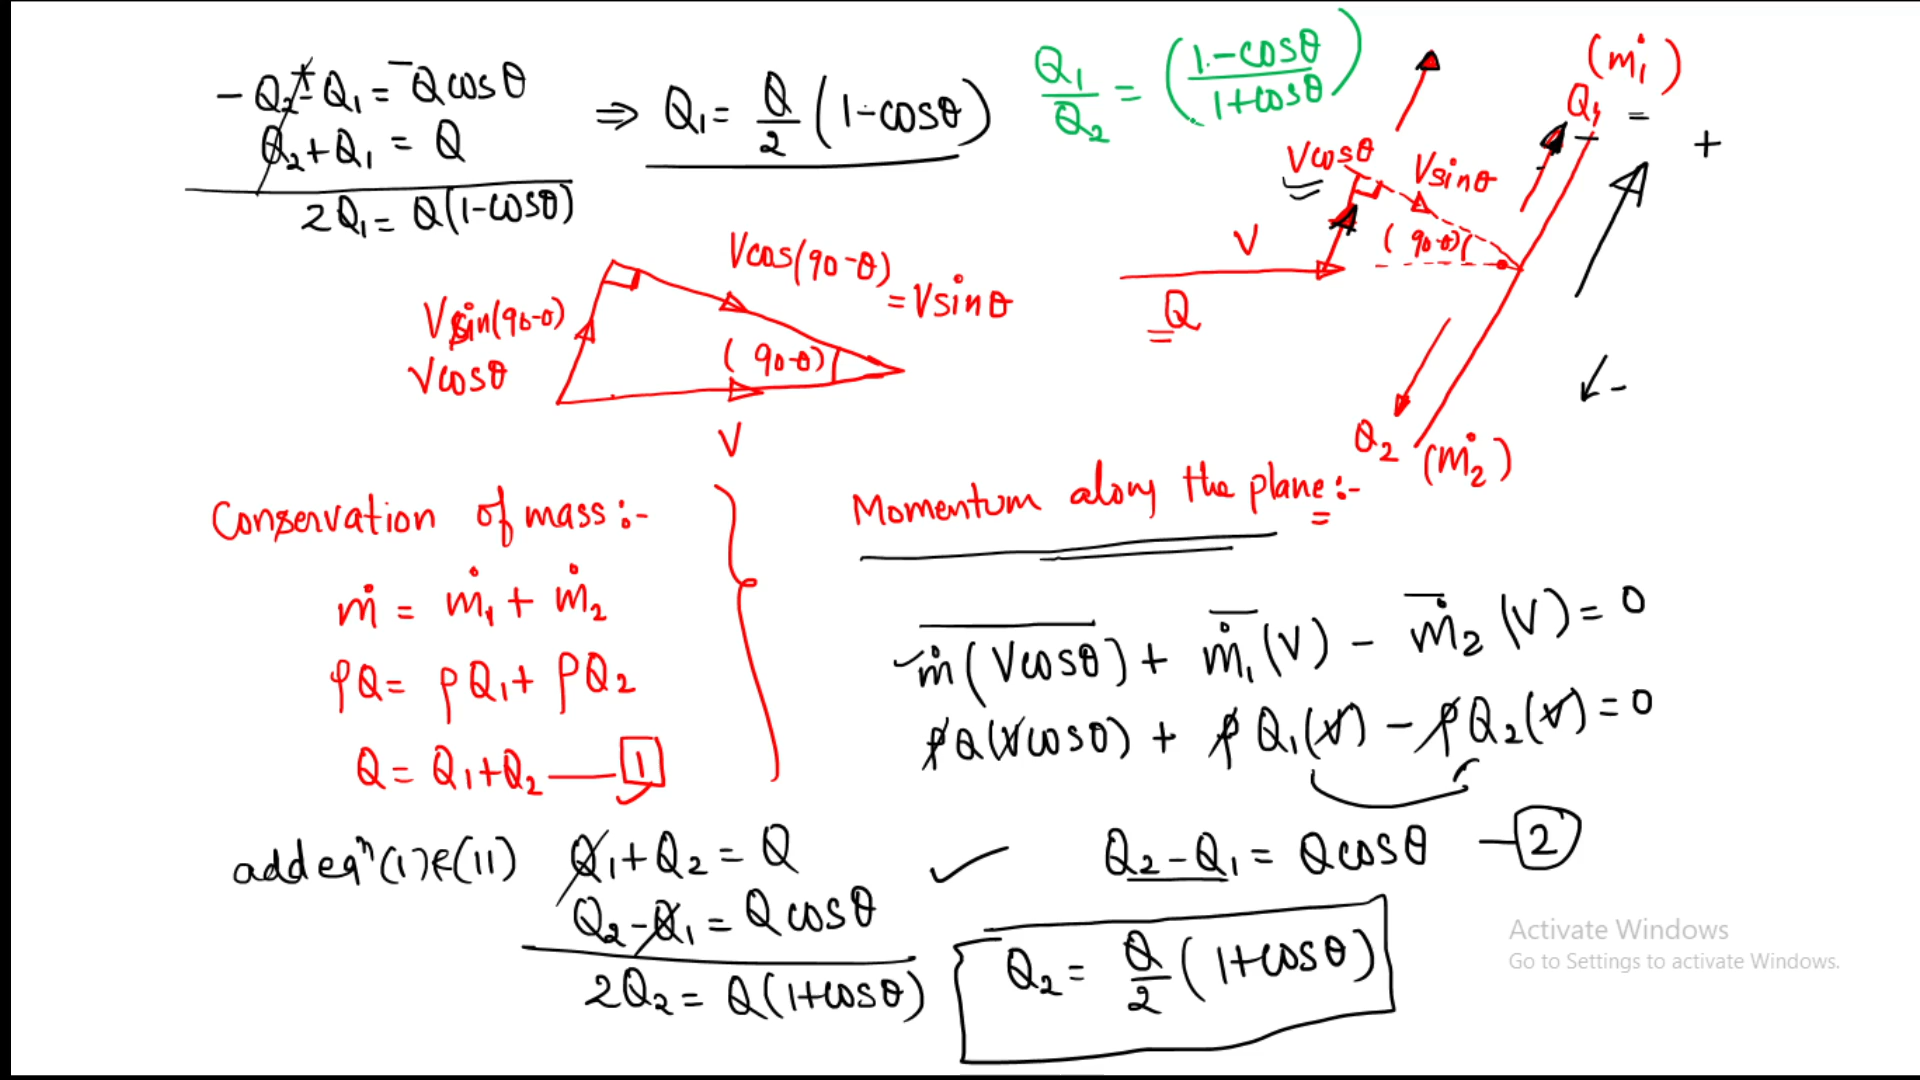 -Q₂ ± Q₁ = -Q cosθ
Q₂ + Q₁ = Q
2Q₁ = Q(1-cosθ)
⇒ Q₁ = Q/2 (1-cosθ)
Q₁/Q₂ = (1-cosθ/1+cosθ)
(ṁ₁)
Q₁
+
Vcosθ
Vsinθ
(90-θ)
V
Q
-
Q₂
(ṁ₂)
Vcos(90-θ)
= Vsinθ
Vsin(90-θ)
Vcosθ
(90-θ)
V
Conservation of mass:-
ṁ = ṁ₁ + ṁ₂
ρQ = ρQ₁ + ρQ₂
Q = Q₁+Q₂ — 1
Momentum along the plane:-
ṁ(Vcosθ) + ṁ₁(V) - ṁ₂(V) = 0
ρQ(Vcosθ) + ρQ₁(V) - ρQ₂(V) = 0
Q₂-Q₁ = Qcosθ — 2
add eqⁿ (1) & (11)
Q₁+Q₂ = Q
Q₂-Q₁ = Qcosθ
2Q₂ = Q(1+cosθ)
Q₂ = Q/2 (1+cosθ)
Activate Windows
Go to Settings to activate Windows.